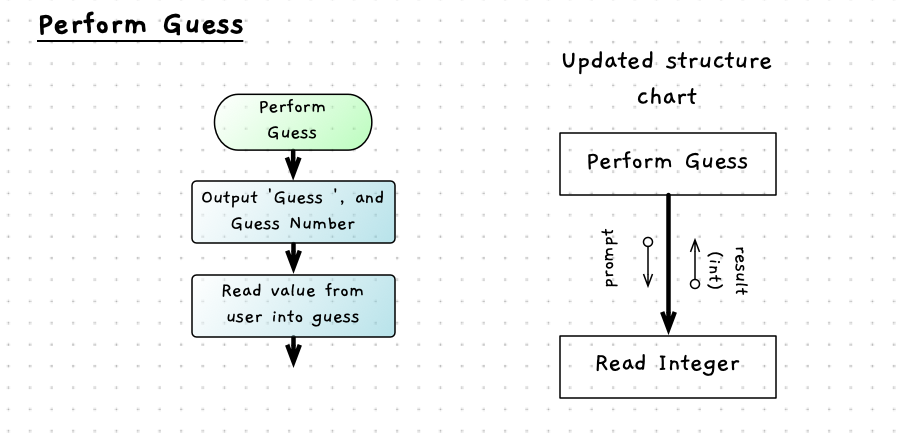 Perform Guess
Perform
Guess
Output 'Guess ', and
Guess Number
Read value from
user into guess
Updated structure
chart
Perform Guess
prompt
result
(int)
Read Integer